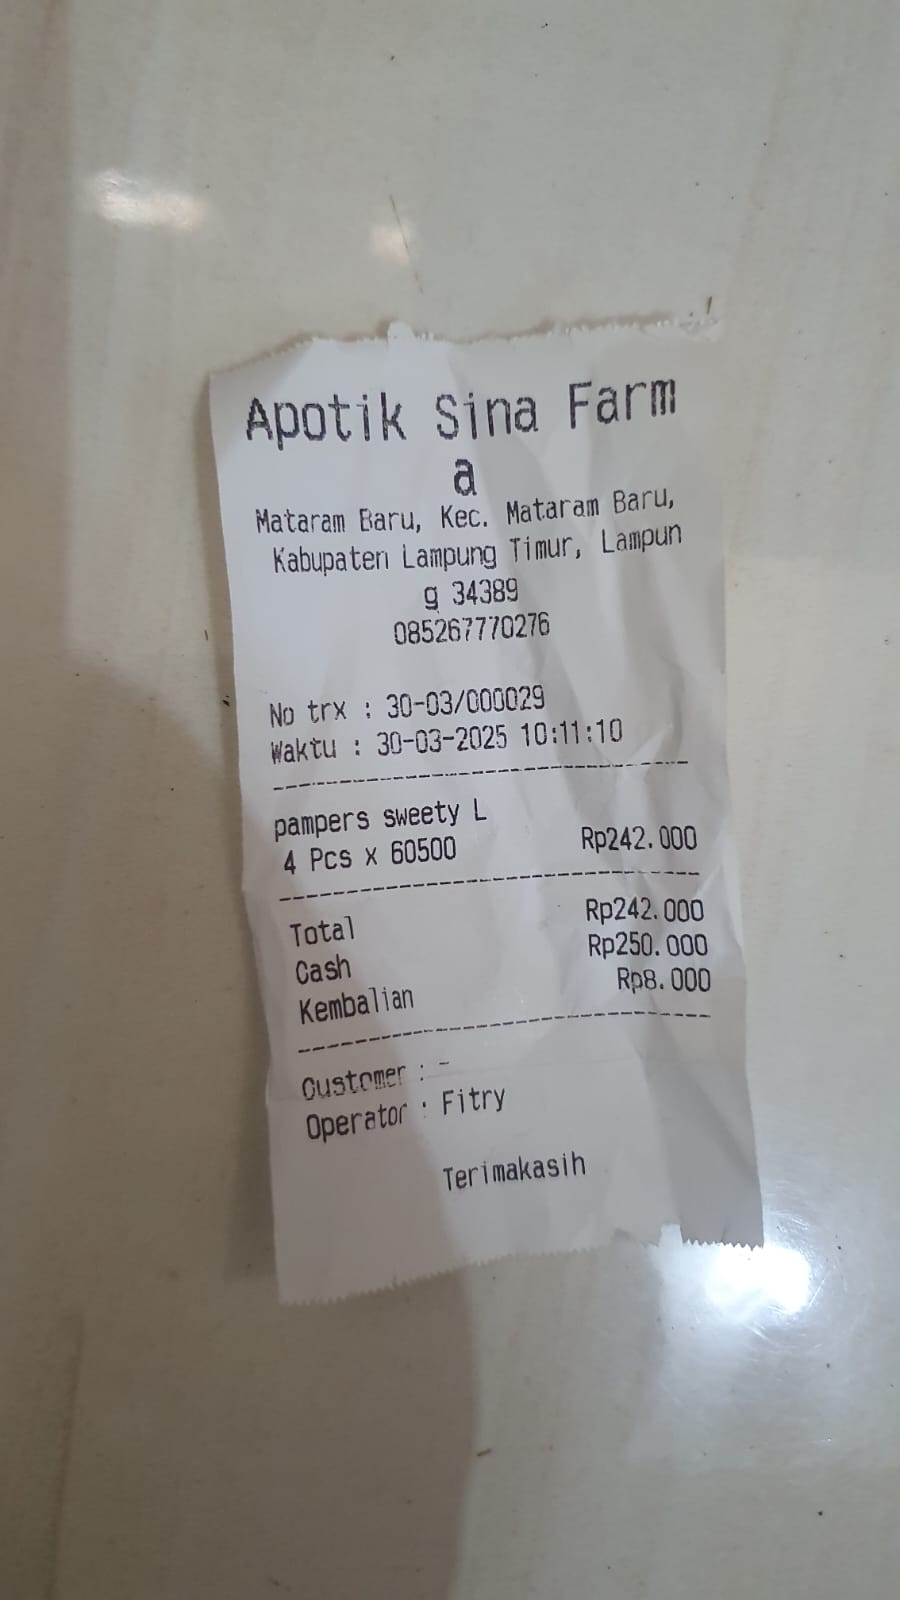 Apotik Sina Farm
a
Mataram Baru, Kec. Mataram Baru,
Kabupaten Lampung Timur, Lampun
g 34389
085267770276
No trx : 30-03/000029
Waktu : 30-03-2025 10:11:10
--------------------------------
pampers sweety L
4 Pcs x 60500 Rp242.000
--------------------------------
Total Rp242.000
Cash Rp250.000
Kembalian Rp8.000
--------------------------------
Customer : -
Operator : Fitry
Terimakasih